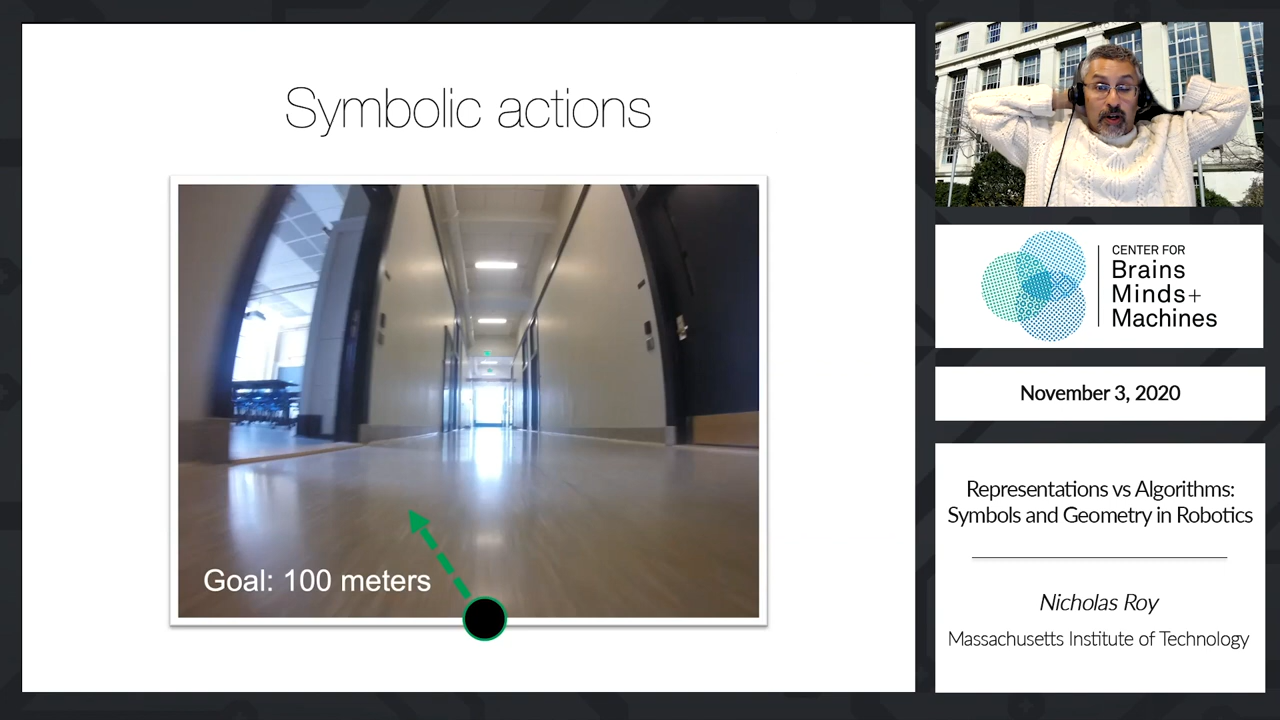 Symbolic actions
Goal: 100 meters
CENTER FOR
Brains
Minds+
Machines
November 3, 2020
Representations vs Algorithms:
Symbols and Geometry in Robotics
Nicholas Roy
Massachusetts Institute of Technology